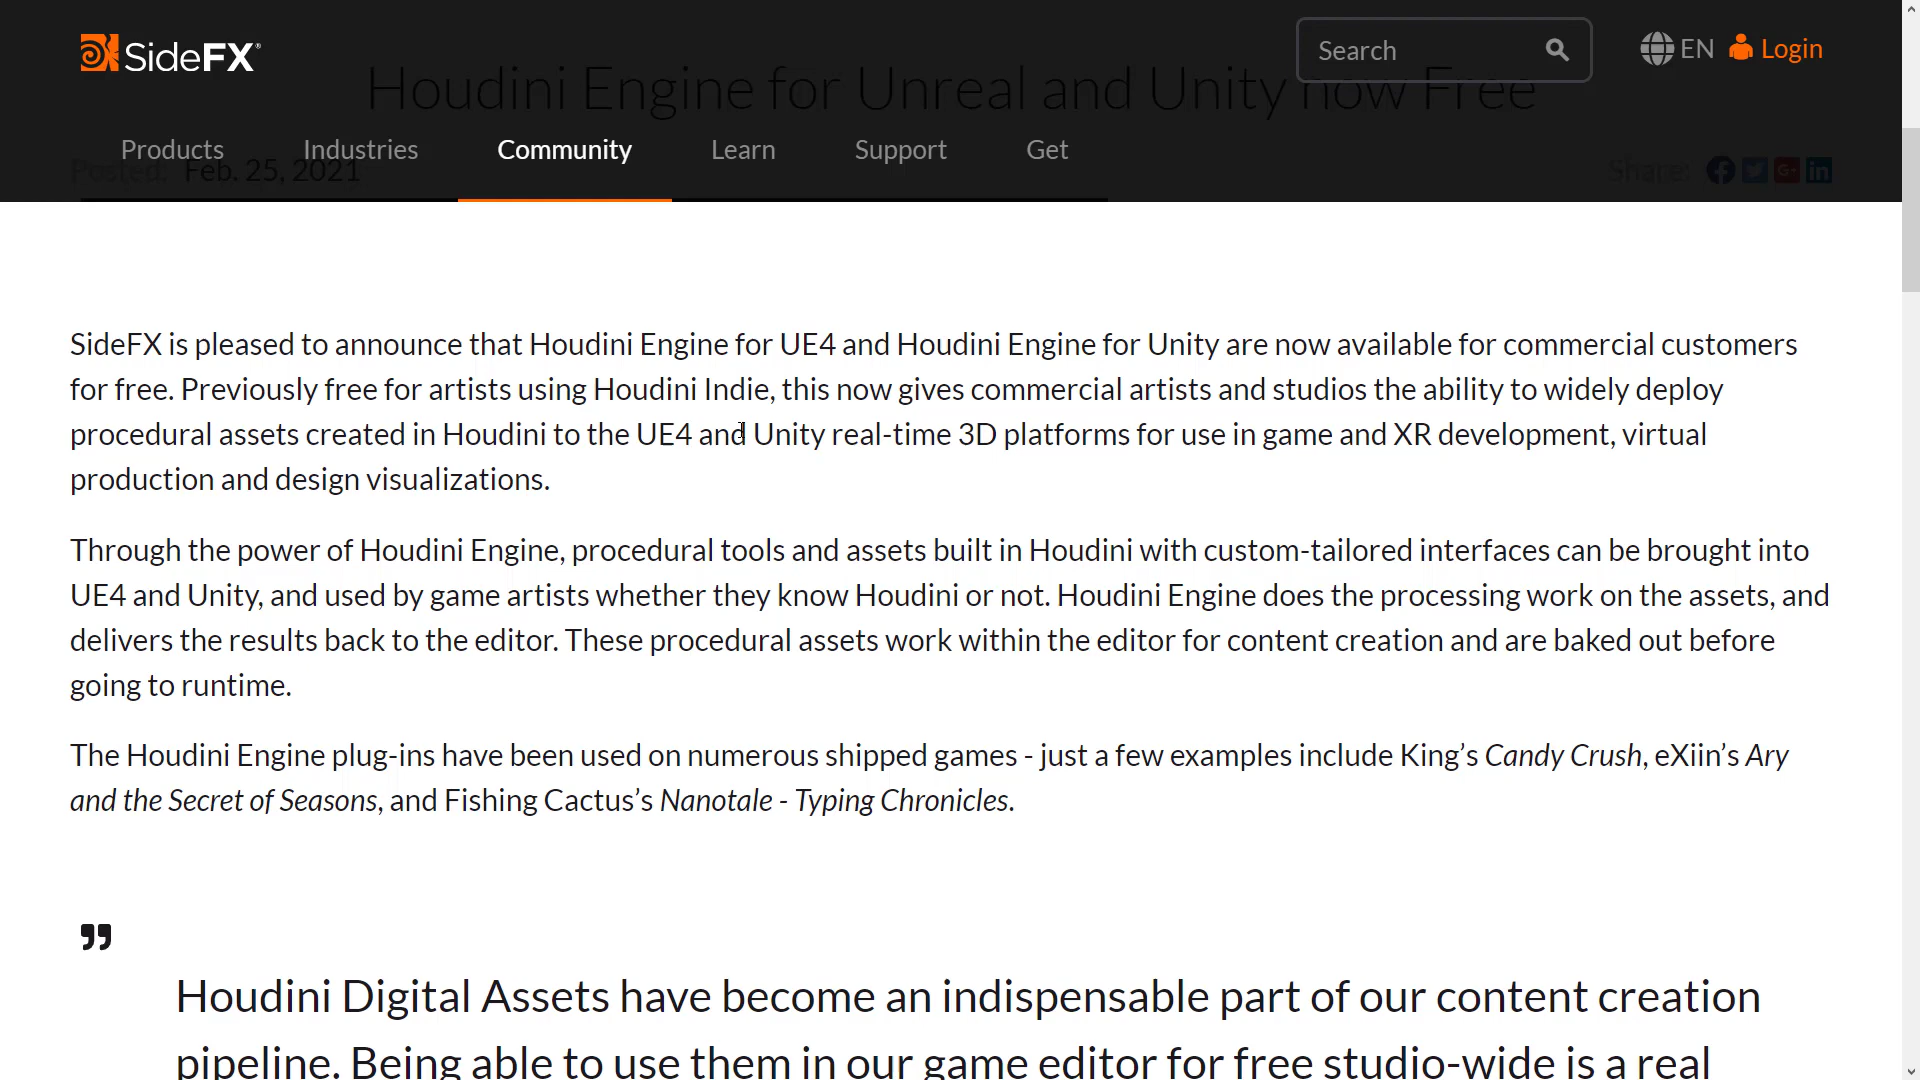 SideFX
Search
EN
Login
Houdini Engine for Unreal and Unity now Free
Products Industries Community Learn Support Get
Posted: Feb. 25, 2021
Share:
SideFX is pleased to announce that Houdini Engine for UE4 and Houdini Engine for Unity are now available for commercial customers
for free. Previously free for artists using Houdini Indie, this now gives commercial artists and studios the ability to widely deploy
procedural assets created in Houdini to the UE4 and Unity real-time 3D platforms for use in game and XR development, virtual
production and design visualizations.
Through the power of Houdini Engine, procedural tools and assets built in Houdini with custom-tailored interfaces can be brought into
UE4 and Unity, and used by game artists whether they know Houdini or not. Houdini Engine does the processing work on the assets, and
delivers the results back to the editor. These procedural assets work within the editor for content creation and are baked out before
going to runtime.
The Houdini Engine plug-ins have been used on numerous shipped games - just a few examples include King’s Candy Crush, eXiin’s Ary
and the Secret of Seasons, and Fishing Cactus’s Nanotale - Typing Chronicles.
”
Houdini Digital Assets have become an indispensable part of our content creation
pipeline. Being able to use them in our game editor for free studio-wide is a real